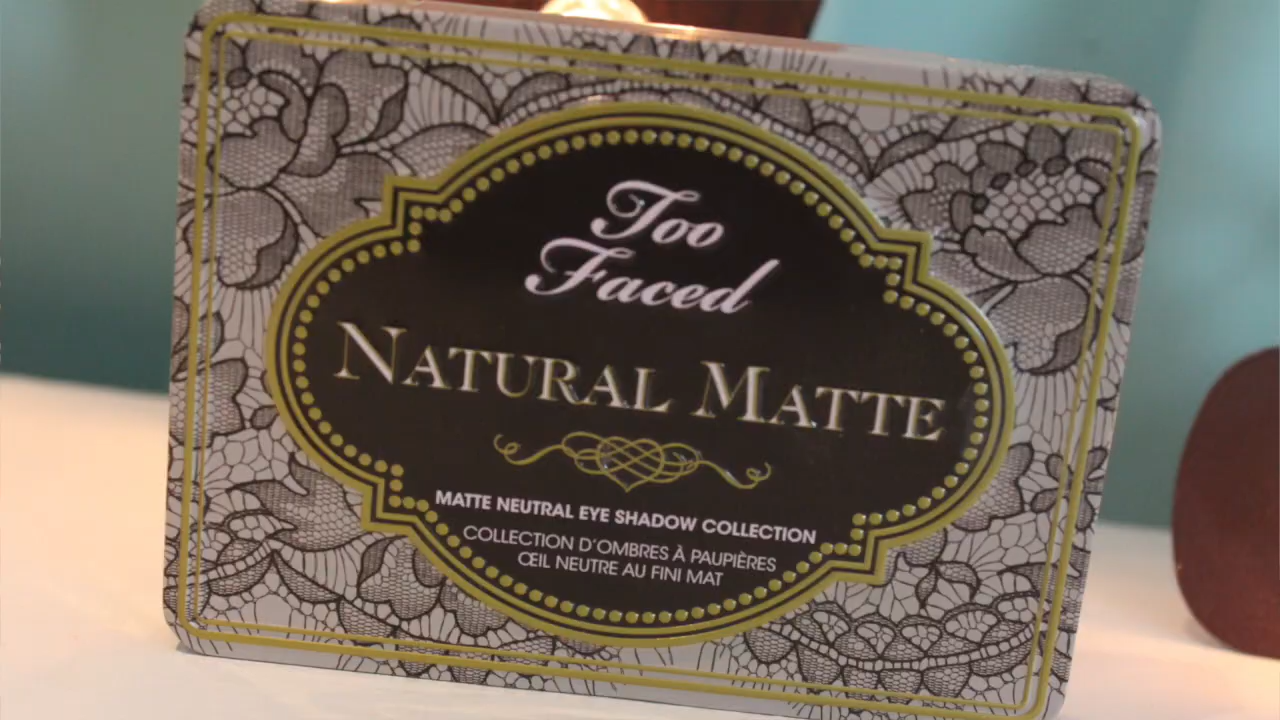 Too
Faced
NATURAL MATTE
MATTE NEUTRAL EYE SHADOW COLLECTION
COLLECTION D'OMBRES À PAUPIÈRES
ŒIL NEUTRE AU FINI MAT